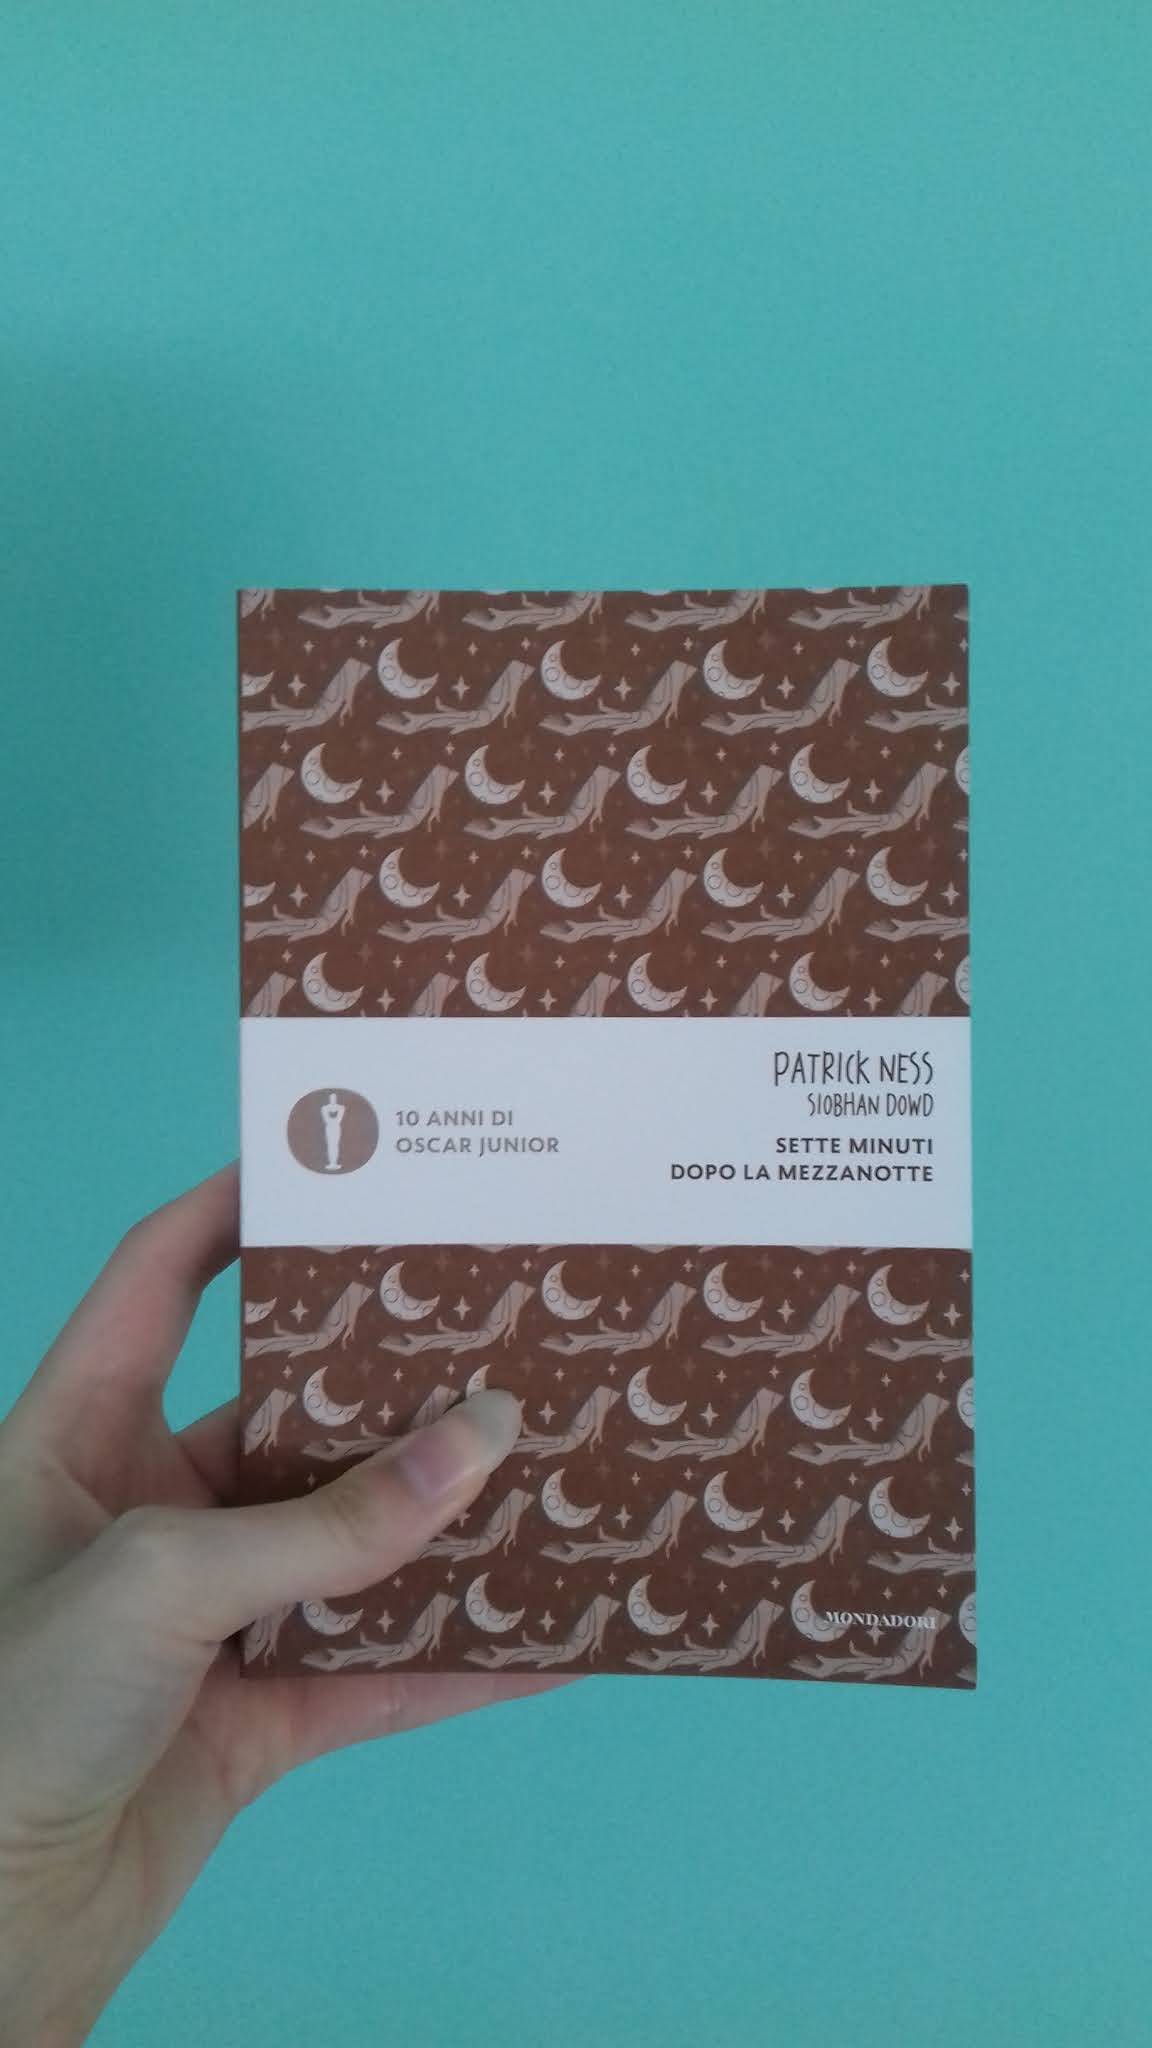 10 ANNI DI
OSCAR JUNIOR
PATRICK NESS
SIOBHAN DOWD
SETTE MINUTI
DOPO LA MEZZANOTTE
MONDADORI